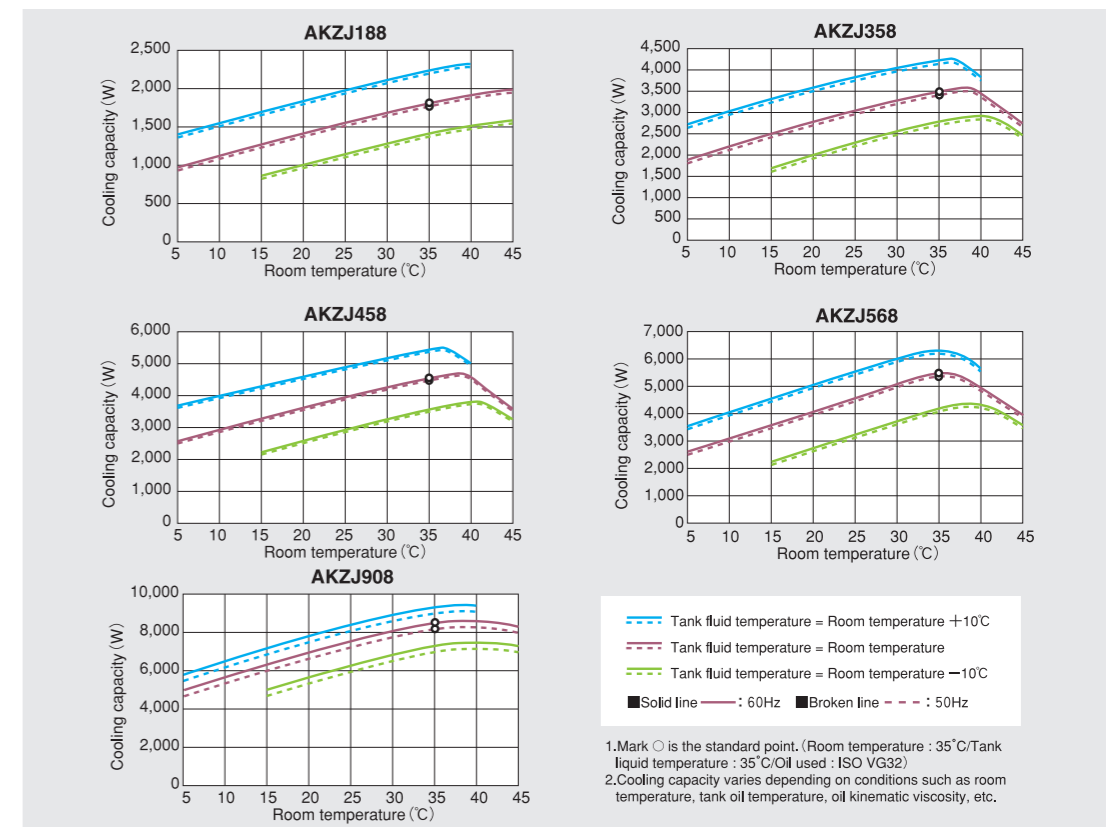 AKZJ188
2,500
2,000
1,500
1,000
500
0
5 10 15 20 25 30 35 40 45
Cooling capacity (W)
Room temperature (℃)
AKZJ358
4,500
4,000
3,500
3,000
2,500
2,000
1,500
1,000
500
0
5 10 15 20 25 30 35 40 45
Cooling capacity (W)
Room temperature (℃)
AKZJ458
6,000
5,000
4,000
3,000
2,000
1,000
0
5 10 15 20 25 30 35 40 45
Cooling capacity (W)
Room temperature (℃)
AKZJ568
7,000
6,000
5,000
4,000
3,000
2,000
1,000
0
5 10 15 20 25 30 35 40 45
Cooling capacity (W)
Room temperature (℃)
AKZJ908
10,000
8,000
6,000
4,000
2,000
0
5 10 15 20 25 30 35 40 45
Cooling capacity (W)
Room temperature (℃)
Tank fluid temperature = Room temperature +10℃
Tank fluid temperature = Room temperature
Tank fluid temperature = Room temperature −10℃
■Solid line : 60Hz ■Broken line : 50Hz
1.Mark ○ is the standard point. (Room temperature : 35˚C/Tank
liquid temperature : 35˚C/Oil used : ISO VG32)
2.Cooling capacity varies depending on conditions such as room
temperature, tank oil temperature, oil kinematic viscosity, etc.